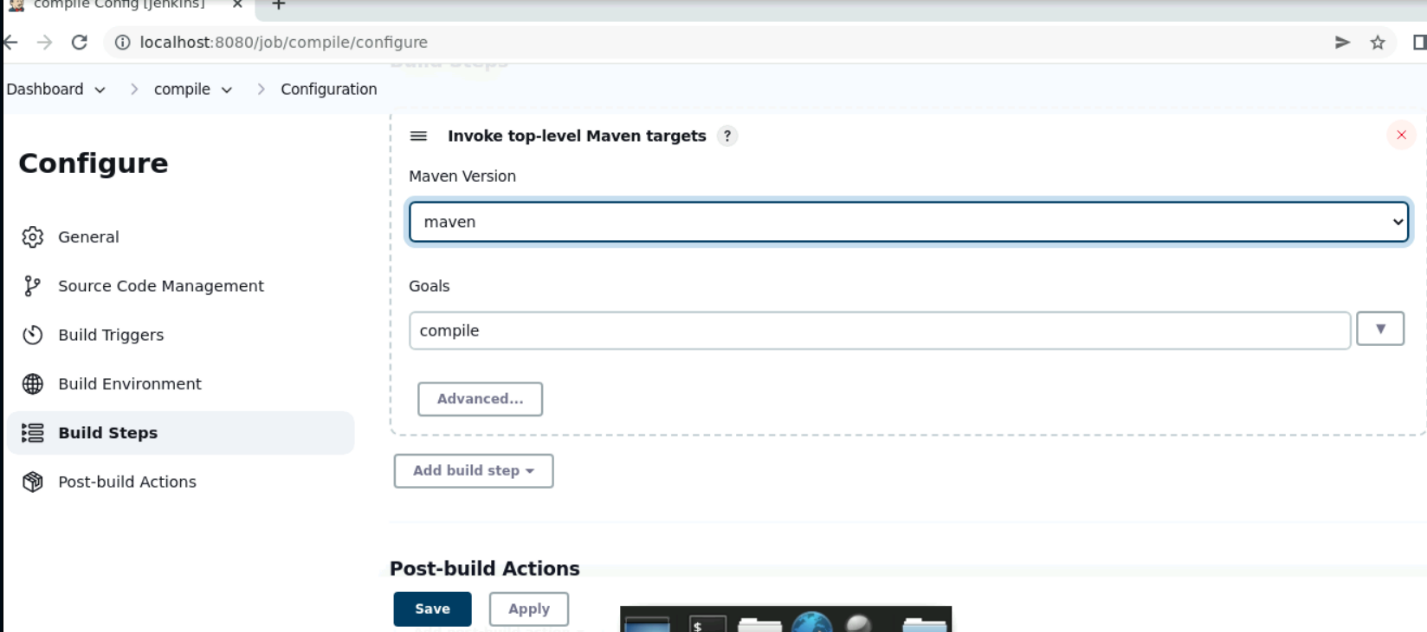 compile Config [Jenkins]
localhost:8080/job/compile/configure
Build Steps
Dashboard compile Configuration
Configure
General
Source Code Management
Build Triggers
Build Environment
Build Steps
Post-build Actions
Invoke top-level Maven targets ?
Maven Version
maven
Goals
compile
Advanced...
Add build step
Post-build Actions
Save Apply
$